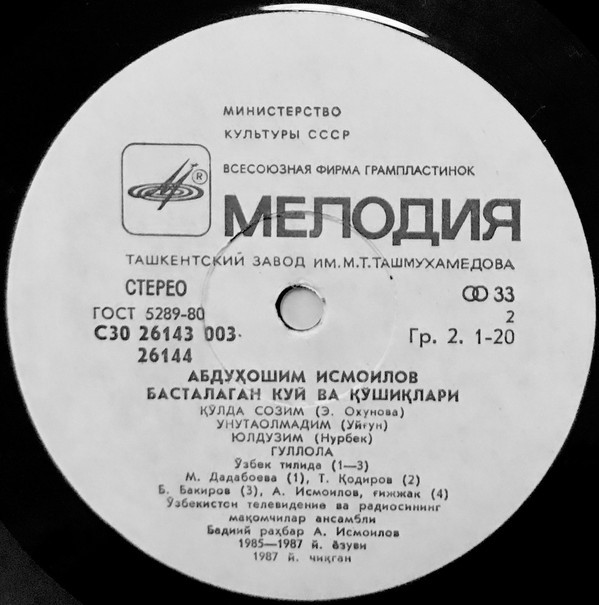 МИНИСТЕРСТВО
КУЛЬТУРЫ СССР
ВСЕСОЮЗНАЯ ФИРМА ГРАМПЛАСТИНОК
®
МЕЛОДИЯ
ТАШКЕНТСКИЙ ЗАВОД ИМ.М.Т.ТАШМУХАМЕДОВА
СТЕРЕО
33
ГОСТ 5289-80
2
С30 26143 003
Гр. 2. 1-20
26144
АБДУҲОШИМ ИСМОИЛОВ
БАСТАЛАГАН КУЙ ВА ҚЎШИҚЛАРИ
ҚЎЛДА СОЗИМ (Э. Охунова)
УНУТАОЛМАДИМ (Уйғун)
ЮЛДУЗИМ (Нурбек)
ГУЛЛОЛА
Ўзбек тилида (1—3)
М. Дадабоева (1), Т. Қодиров (2)
Б. Бакиров (3), А. Исмоилов, ғижжак (4)
Ўзбекистон телевидение ва радиосининг
мақомчилар ансамбли
Бадиий раҳбар А. Исмоилов
1985—1987 й. ёзуви
1987 й. чиққан